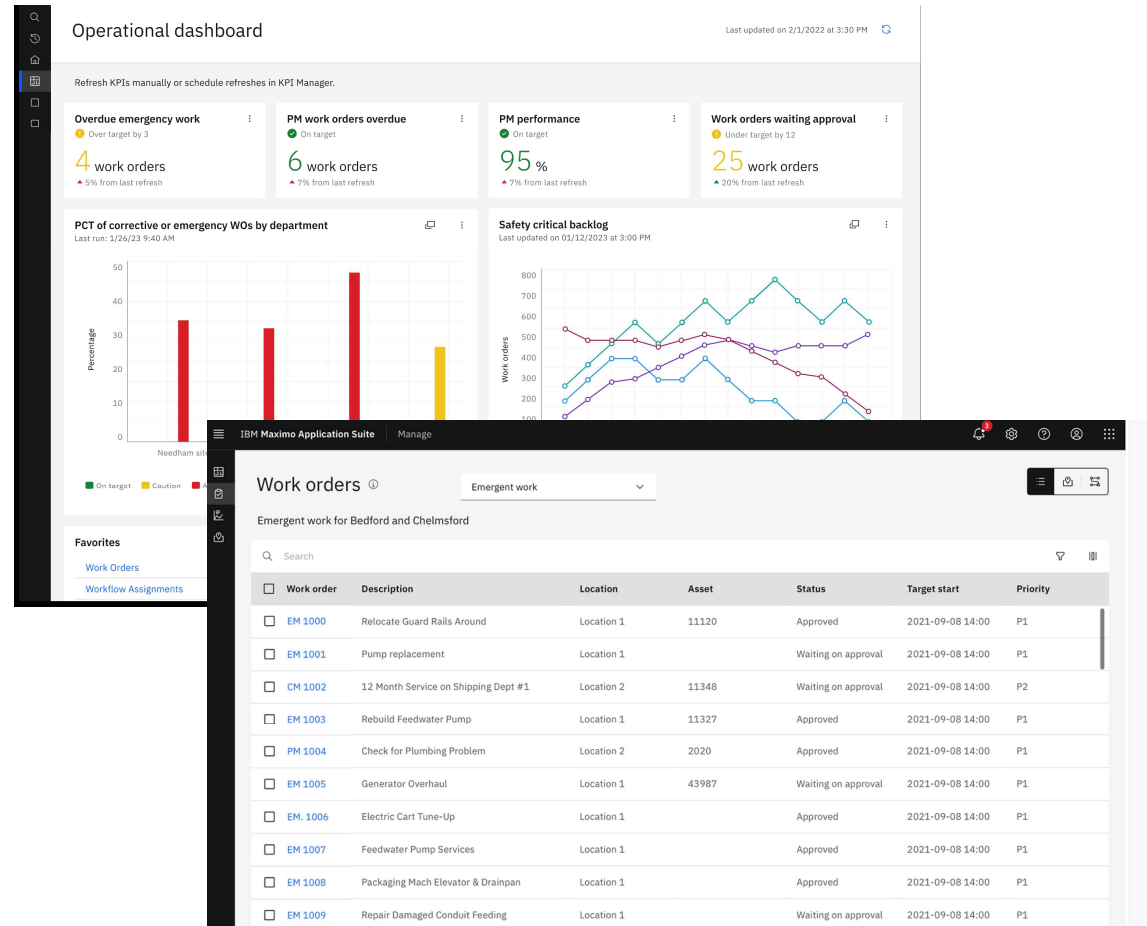 Operational dashboard
Last updated on 2/1/2022 at 3:30 PM
Refresh KPIs manually or schedule refreshes in KPI Manager.
Overdue emergency work
Over target by 3
4 work orders
5% from last refresh
PM work orders overdue
On target
6 work orders
7% from last refresh
PM performance
On target
95 %
7% from last refresh
Work orders waiting approval
Under target by 12
25 work orders
20% from last refresh
PCT of corrective or emergency WOs by department
Last run: 1/26/23 9:40 AM
50
40
30
20
10
0
Percentage
Needham site
On target Caution A
Safety critical backlog
Last updated on 01/12/2023 at 3:00 PM
800
700
600
500
400
300
200
100
Work orders
Favorites
Work Orders
Workflow Assignments
IBM Maximo Application Suite Manage
3
Work orders
Emergent work
Emergent work for Bedford and Chelmsford
Search
Work order Description Location Asset Status Target start Priority
EM 1000 Relocate Guard Rails Around Location 1 11120 Approved 2021-09-08 14:00 P1
EM 1001 Pump replacement Location 1 Waiting on approval 2021-09-08 14:00 P1
CM 1002 12 Month Service on Shipping Dept #1 Location 2 11348 Waiting on approval 2021-09-08 14:00 P2
EM 1003 Rebuild Feedwater Pump Location 1 11327 Approved 2021-09-08 14:00 P1
PM 1004 Check for Plumbing Problem Location 2 2020 Approved 2021-09-08 14:00 P1
EM 1005 Generator Overhaul Location 1 43987 Waiting on approval 2021-09-08 14:00 P1
EM. 1006 Electric Cart Tune-Up Location 1 Approved 2021-09-08 14:00 P1
EM 1007 Feedwater Pump Services Location 1 Approved 2021-09-08 14:00 P1
EM 1008 Packaging Mach Elevator & Drainpan Location 1 Approved 2021-09-08 14:00 P1
EM 1009 Repair Damaged Conduit Feeding Location 1 Waiting on approval 2021-09-08 14:00 P1